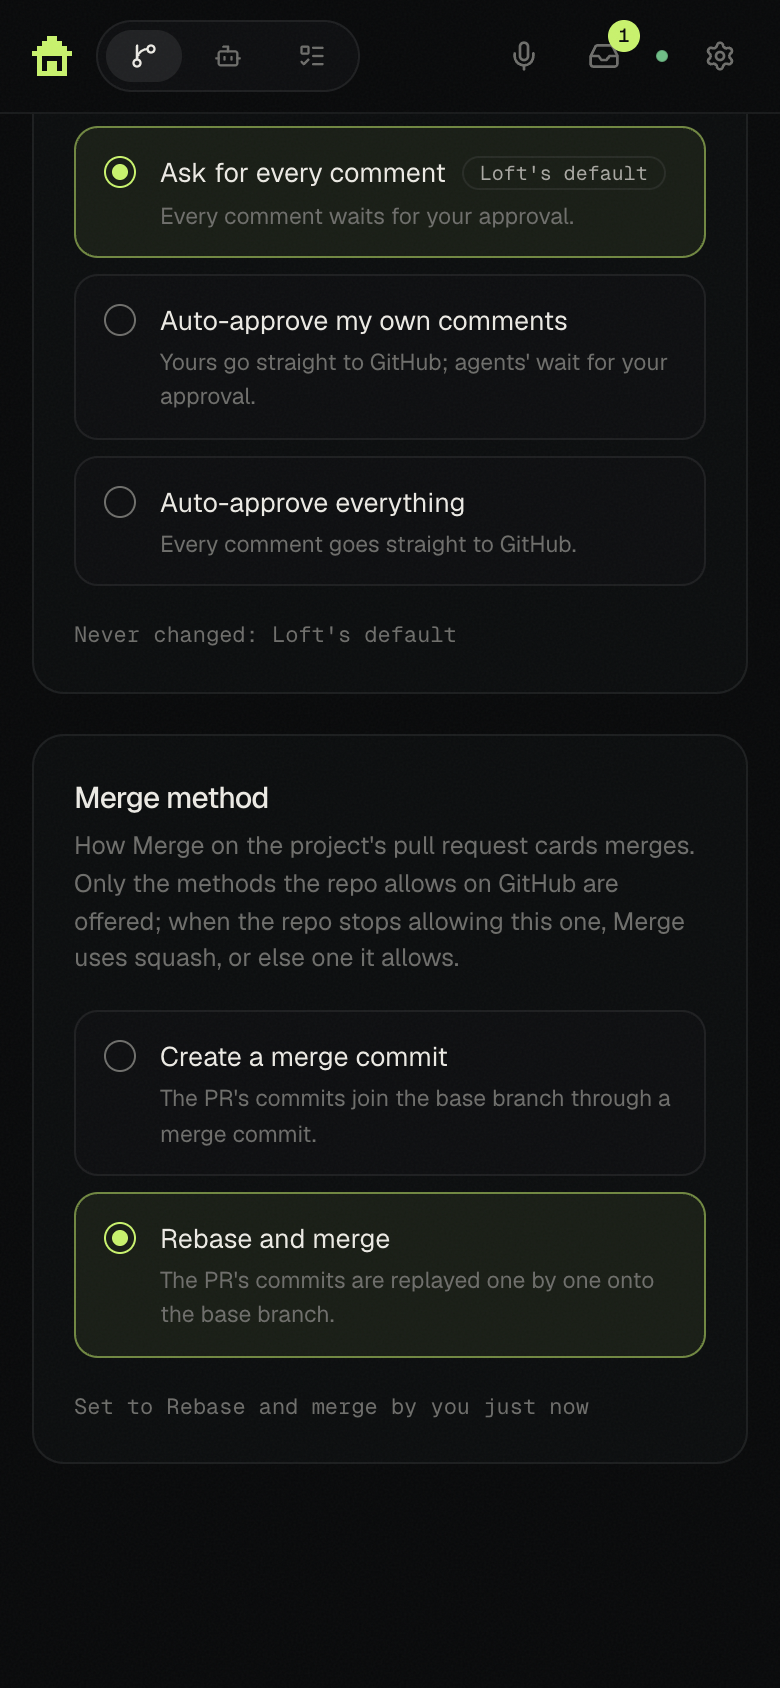 1
Ask for every comment Loft's default
Every comment waits for your approval.
Auto-approve my own comments
Yours go straight to GitHub; agents' wait for your
approval.
Auto-approve everything
Every comment goes straight to GitHub.
Never changed: Loft's default
Merge method
How Merge on the project's pull request cards merges.
Only the methods the repo allows on GitHub are
offered; when the repo stops allowing this one, Merge
uses squash, or else one it allows.
Create a merge commit
The PR's commits join the base branch through a
merge commit.
Rebase and merge
The PR's commits are replayed one by one onto
the base branch.
Set to Rebase and merge by you just now